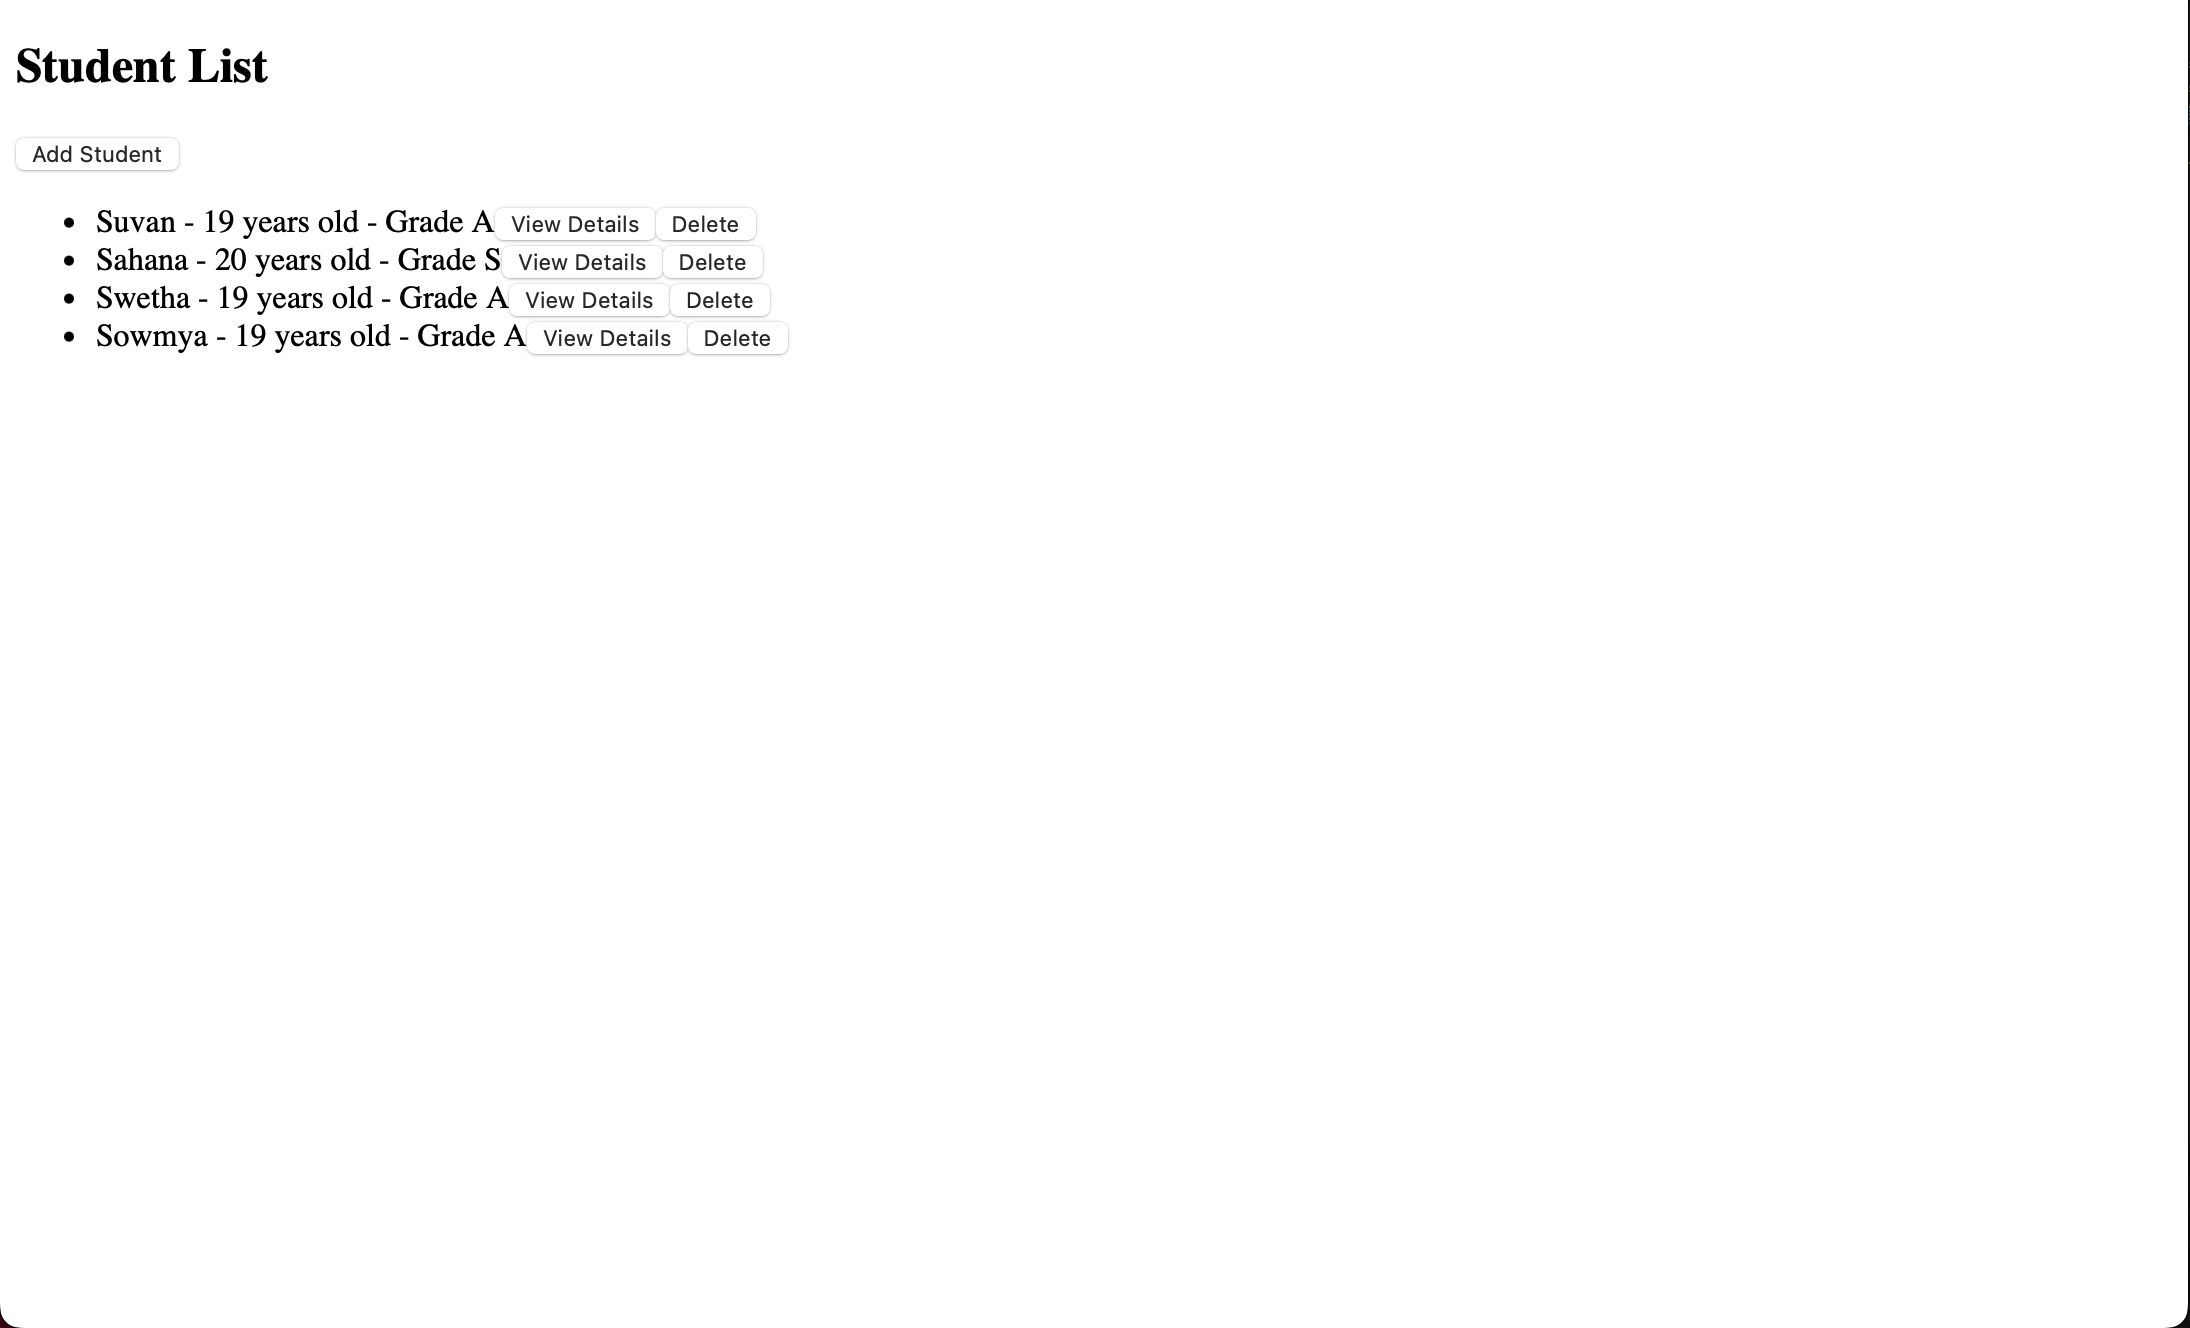 Student List
Add Student
• Suvan - 19 years old - Grade A View Details Delete
• Sahana - 20 years old - Grade S View Details Delete
• Swetha - 19 years old - Grade A View Details Delete
• Sowmya - 19 years old - Grade A View Details Delete